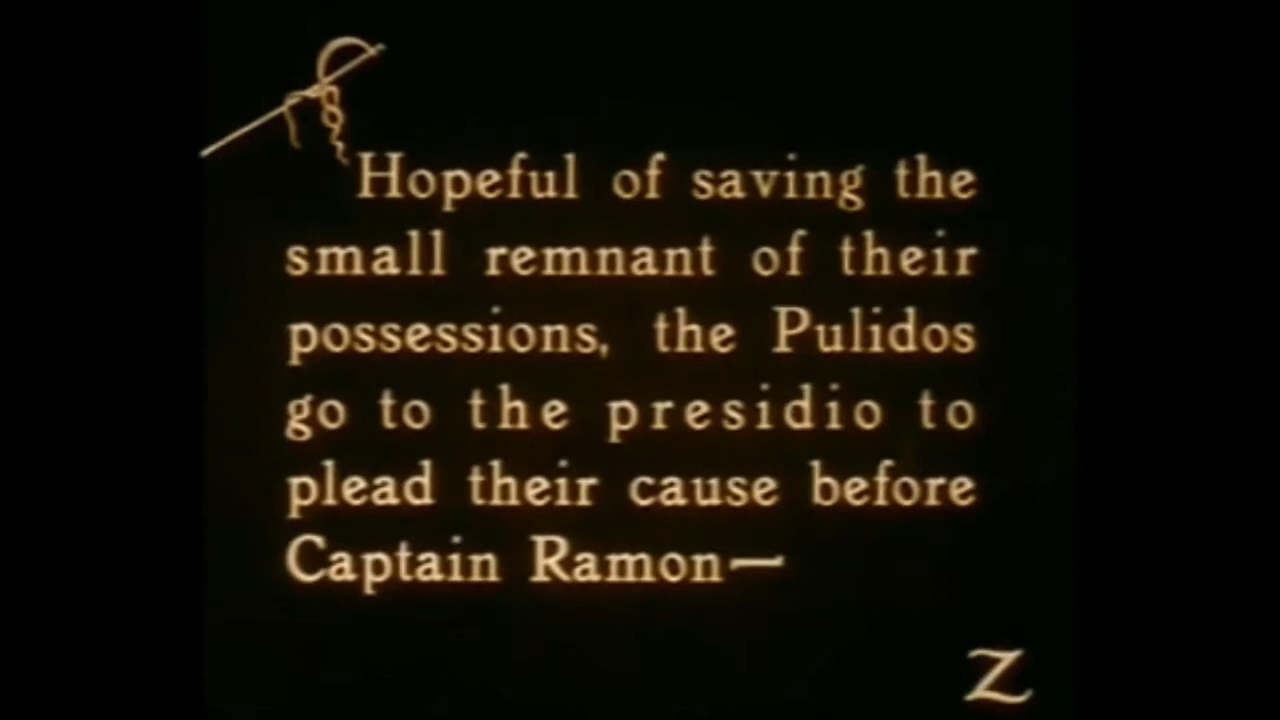 Hopeful of saving the
small remnant of their
possessions, the Pulidos
go to the presidio to
plead their cause before
Captain Ramon—
Z